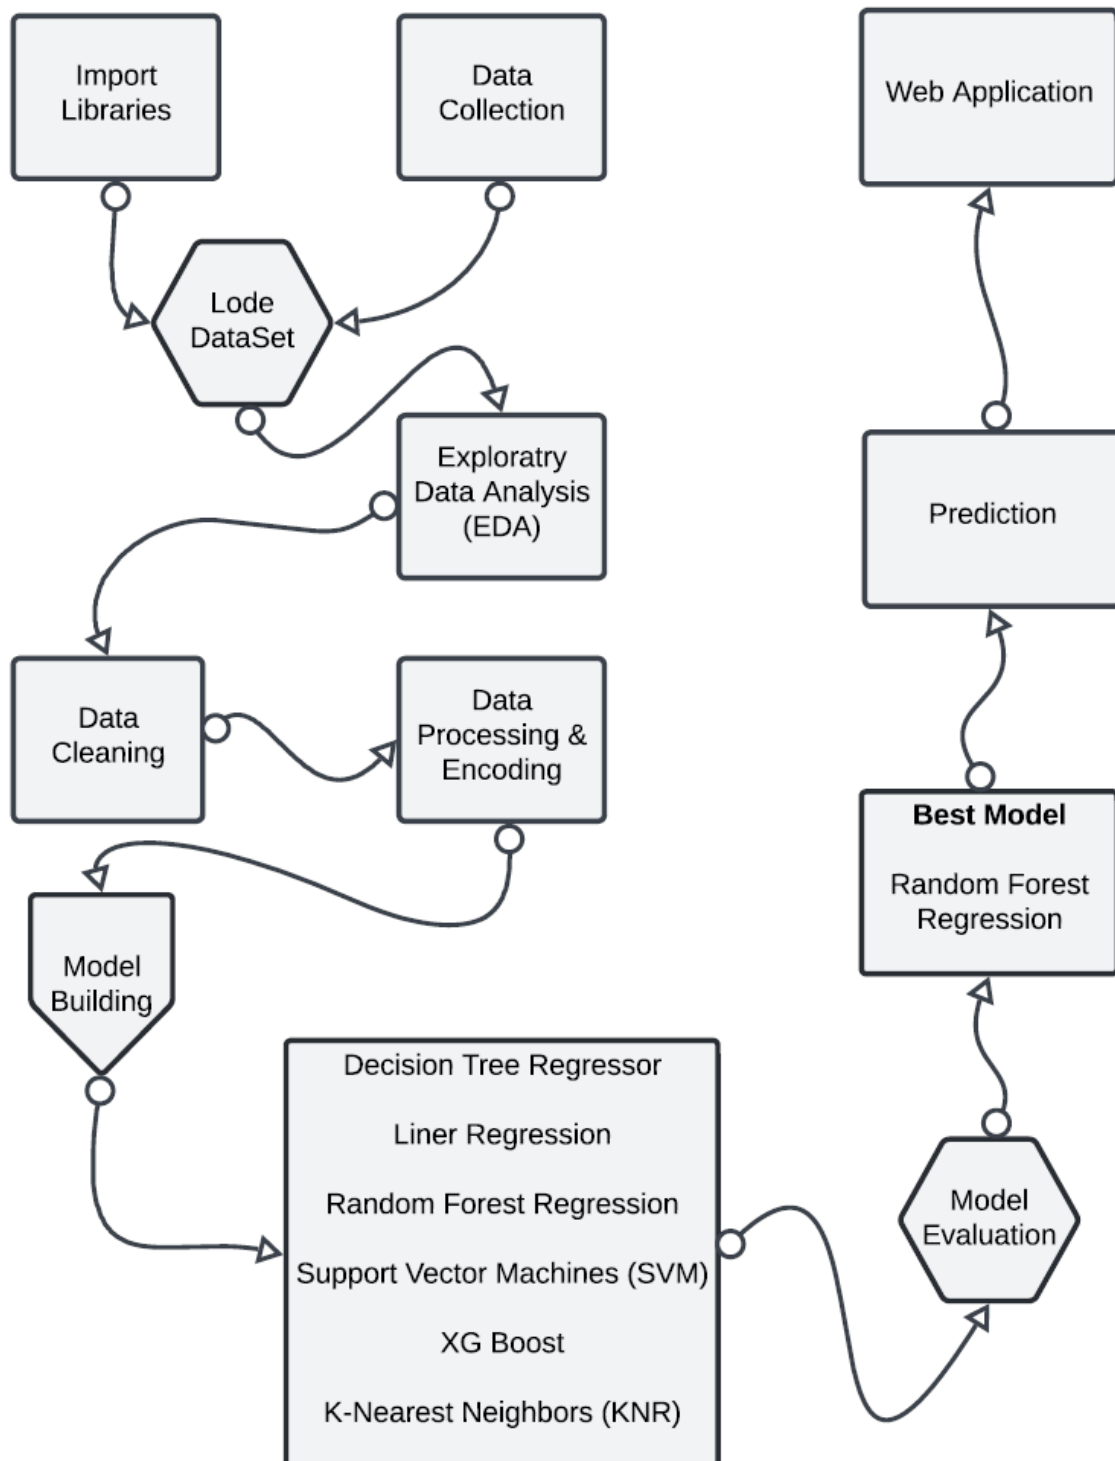 Import
Libraries
Data
Collection
Lode
DataSet
Exploratry
Data Analysis
(EDA)
Data
Cleaning
Data
Processing &
Encoding
Model
Building
Decision Tree Regressor
Liner Regression
Random Forest Regression
Support Vector Machines (SVM)
XG Boost
K-Nearest Neighbors (KNR)
Model
Evaluation
Best Model
Random Forest
Regression
Prediction
Web Application